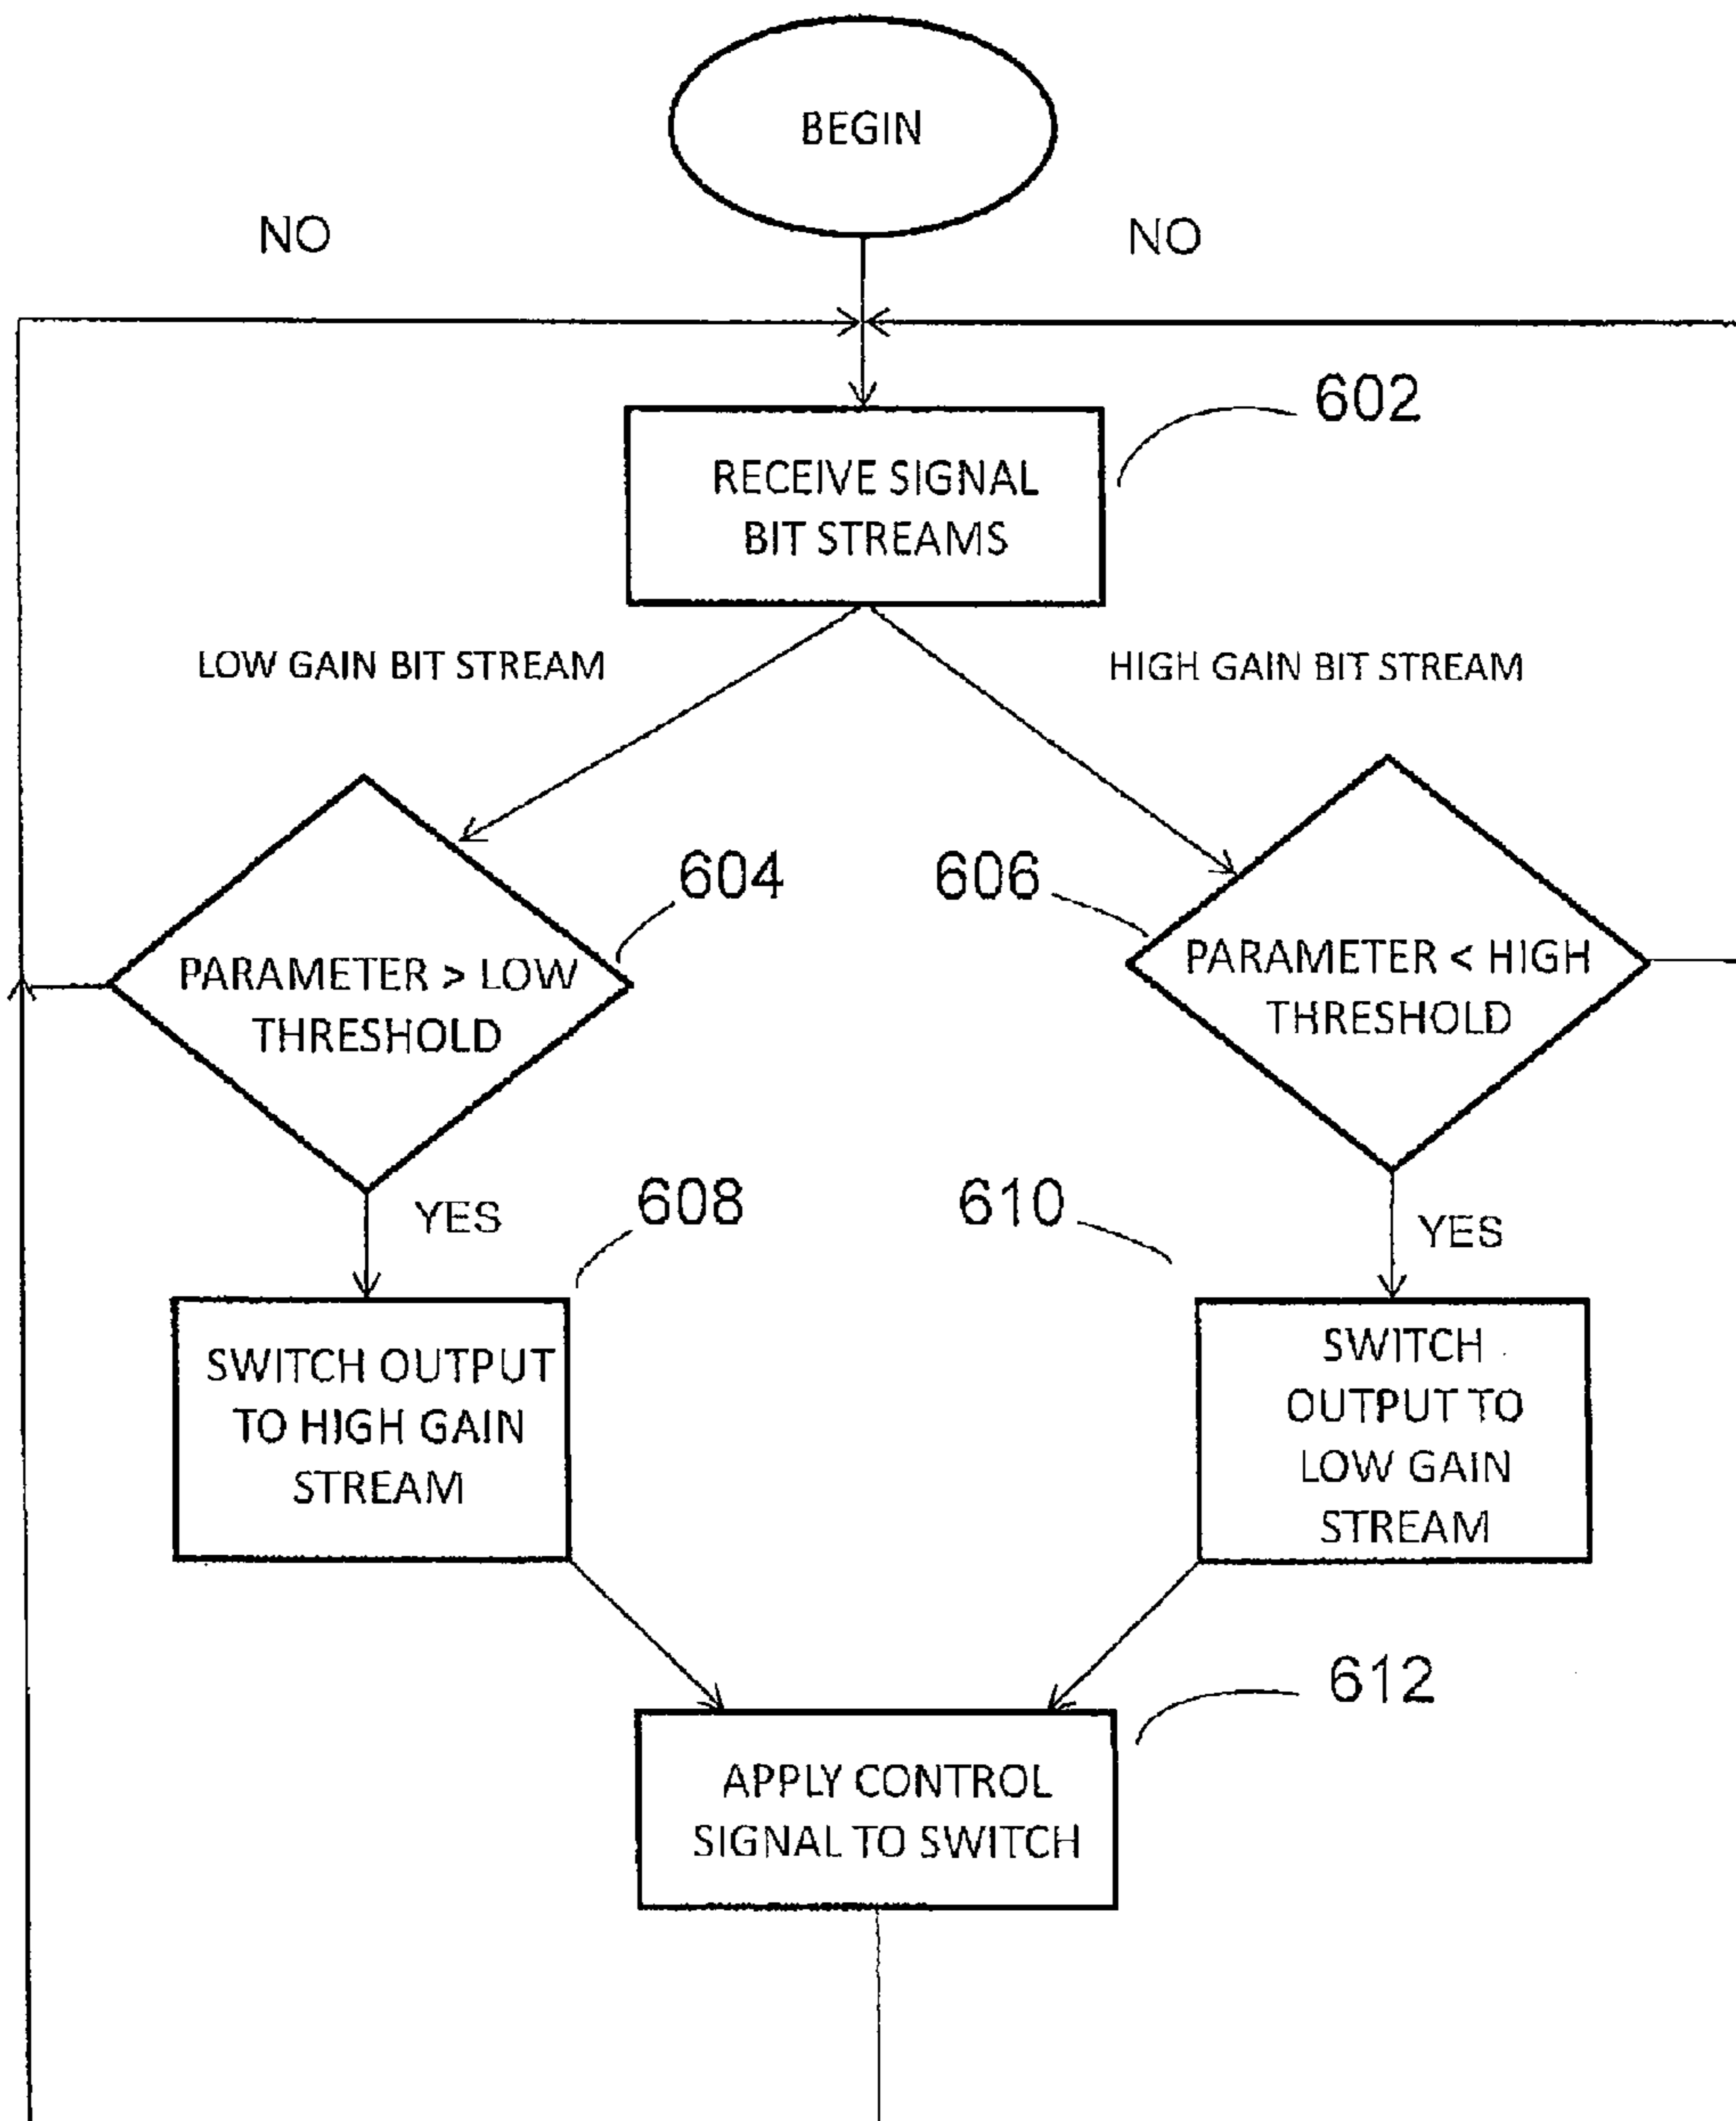 BEGIN
NO
NO
602
RECEIVE SIGNAL
BIT STREAMS
LOW GAIN BIT STREAM
HIGH GAIN BIT STREAM
604
606
PARAMETER > LOW
THRESHOLD
PARAMETER < HIGH
THRESHOLD
YES
608
610
YES
SWITCH OUTPUT
TO HIGH GAIN
STREAM
SWITCH
OUTPUT TO
LOW GAIN
STREAM
612
APPLY CONTROL
SIGNAL TO SWITCH